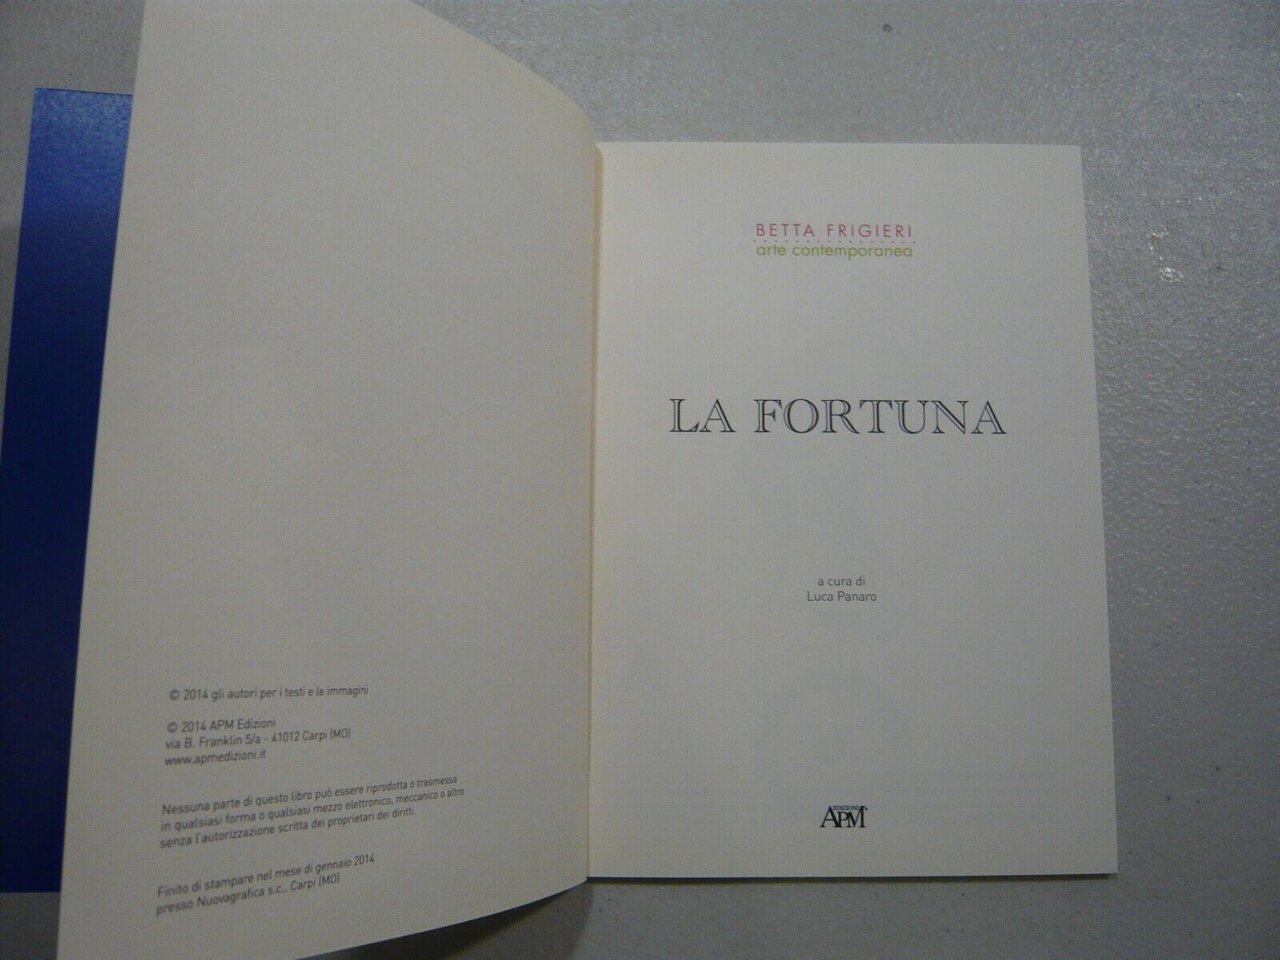 © 2014 gli autori per i testi e le immagini
© 2014 APM Edizioni
via B. Franklin 5/a - 41012 Carpi (MO)
www.apmedizioni.it
Nessuna parte di questo libro può essere riprodotta o trasmessa
in qualsiasi forma o qualsiasi mezzo elettronico, meccanico o altro
senza l'autorizzazione scritta dei proprietari dei diritti.
Finito di stampare nel mese di gennaio 2014
presso Nuovagrafica s.c., Carpi (MO)
BETTA FRIGIERI
arte contemporanea
LA FORTUNA
a cura di
Luca Panaro
EDIZIONI
APM